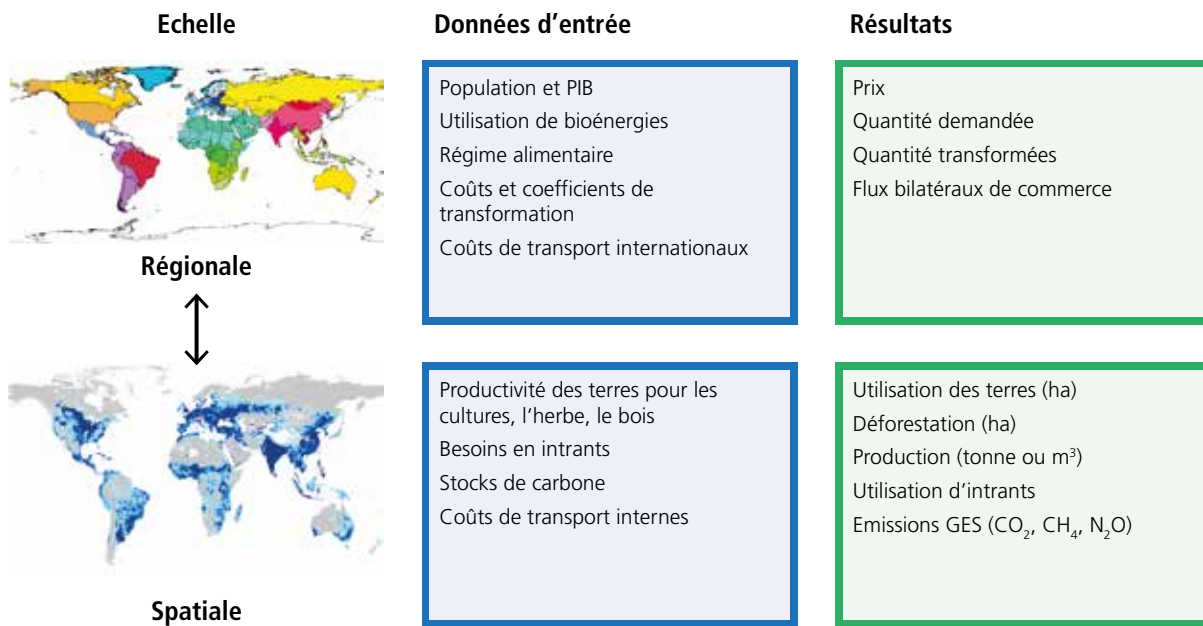 Echelle
Données d'entrée
Résultats
Population et PIB
Utilisation de bioénergies
Régime alimentaire
Coûts et coefficients de
transformation
Coûts de transport internationaux
Prix
Quantité demandée
Quantité transformées
Flux bilatéraux de commerce
Régionale
Productivité des terres pour les
cultures, l'herbe, le bois
Besoins en intrants
Stocks de carbone
Coûts de transport internes
Utilisation des terres (ha)
Déforestation (ha)
Production (tonne ou m³)
Utilisation d'intrants
Emissions GES (CO₂, CH₄, N₂O)
Spatiale